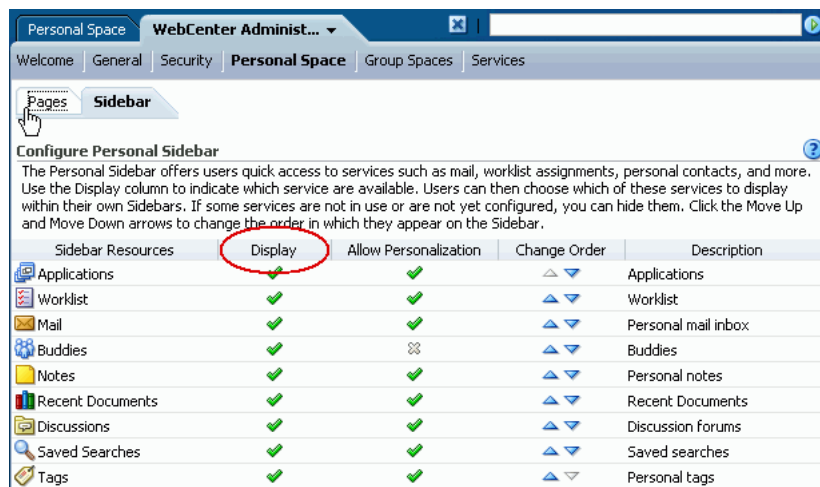 Personal Space WebCenter Administ...
Welcome General Security Personal Space Group Spaces Services
Pages Sidebar
Configure Personal Sidebar
The Personal Sidebar offers users quick access to services such as mail, worklist assignments, personal contacts, and more.
Use the Display column to indicate which service are available. Users can then choose which of these services to display
within their own Sidebars. If some services are not in use or are not yet configured, you can hide them. Click the Move Up
and Move Down arrows to change the order in which they appear on the Sidebar.
Sidebar Resources Display Allow Personalization Change Order Description
Applications Applications
Worklist Worklist
Mail Personal mail inbox
Buddies Buddies
Notes Personal notes
Recent Documents Recent Documents
Discussions Discussion forums
Saved Searches Saved searches
Tags Personal tags